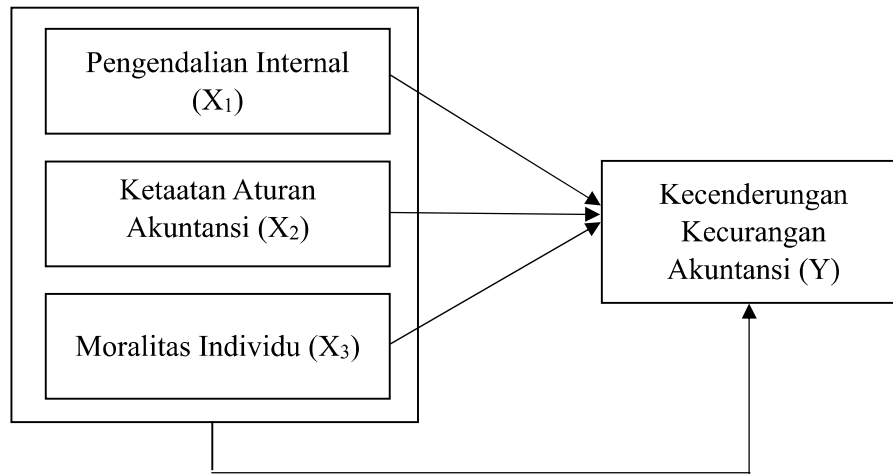 Pengendalian Internal
(X₁)
Ketaatan Aturan
Akuntansi (X₂)
Moralitas Individu (X₃)
Kecenderungan
Kecurangan
Akuntansi (Y)